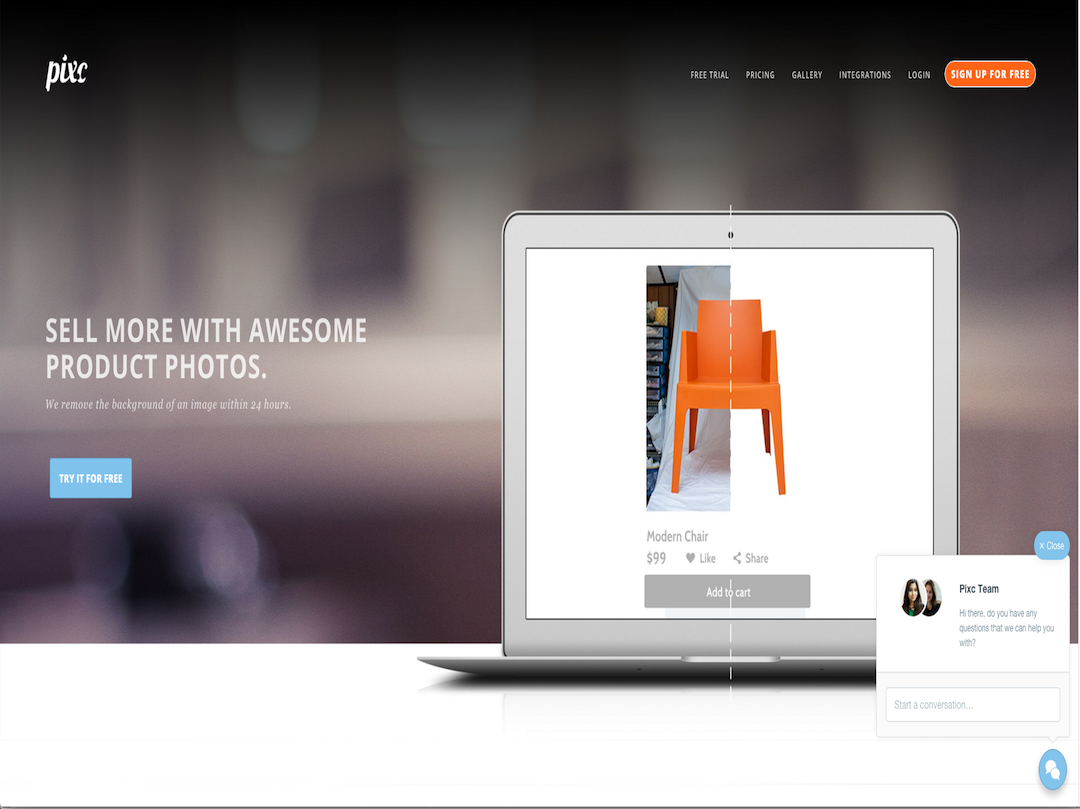 pixc
FREE TRIAL PRICING GALLERY INTEGRATIONS LOGIN SIGN UP FOR FREE
SELL MORE WITH AWESOME
PRODUCT PHOTOS.
We remove the background of an image within 24 hours.
TRY IT FOR FREE
Modern Chair
$99 Like Share
Add to cart
× Close
Pixc Team
Hi there, do you have any
questions that we can help you
with?
Start a conversation...